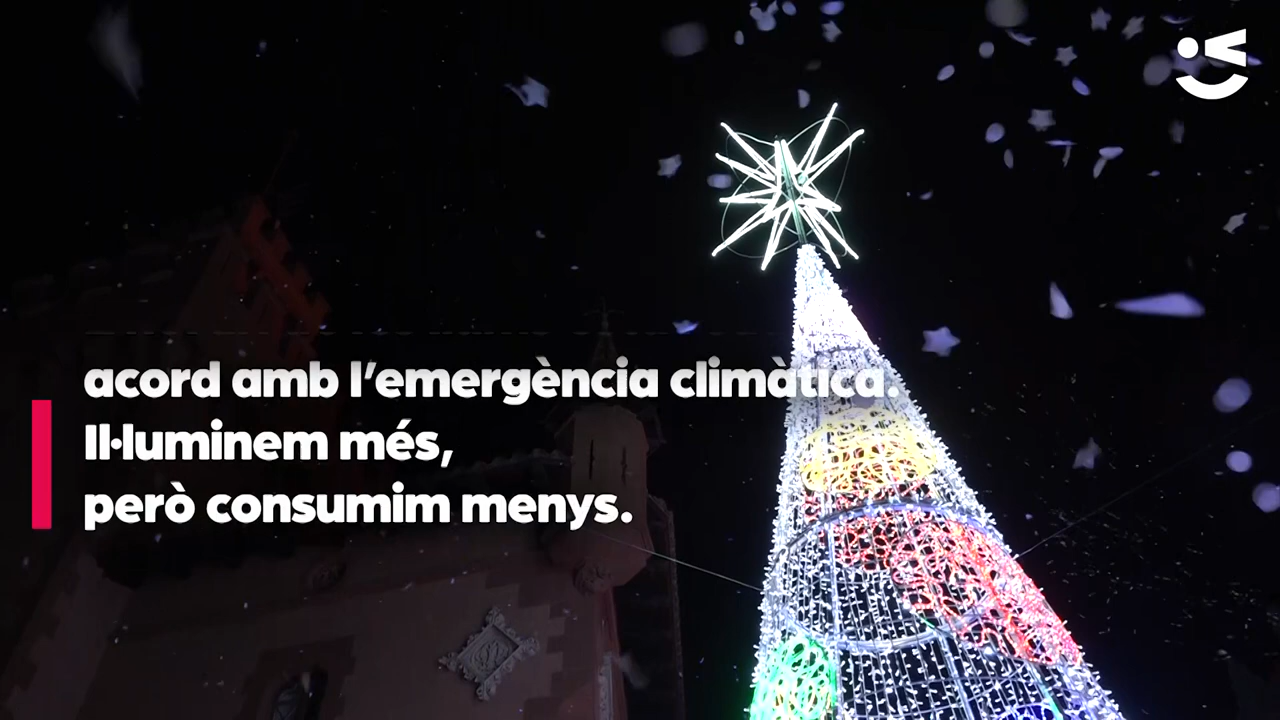 acord amb l’emergència climàtica.
Il·luminem més,
però consumim menys.